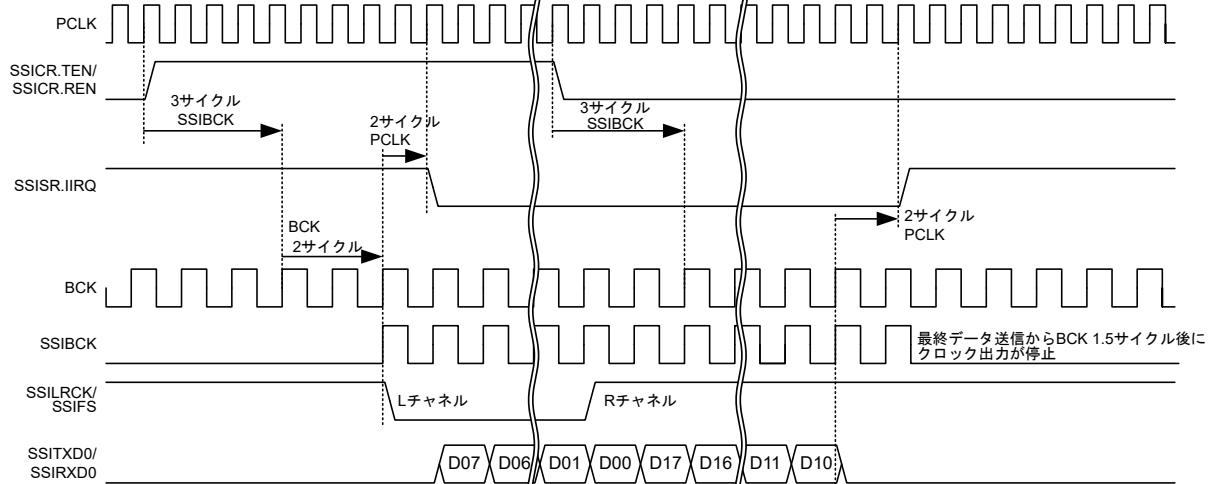 PCLK
SSICR.TEN/
SSICR.REN
3サイクル
SSIBCK
2サイクル
PCLK
3サイクル
SSIBCK
SSISR.IIRQ
2サイクル
PCLK
BCK
2サイクル
BCK
SSIBCK
最終データ送信からBCK 1.5サイクル後に
クロック出力が停止
SSILRCK/
SSIFS
Lチャネル
Rチャネル
SSITXD0/
SSIRXD0
D07
D06
D01
D00
D17
D16
D11
D10